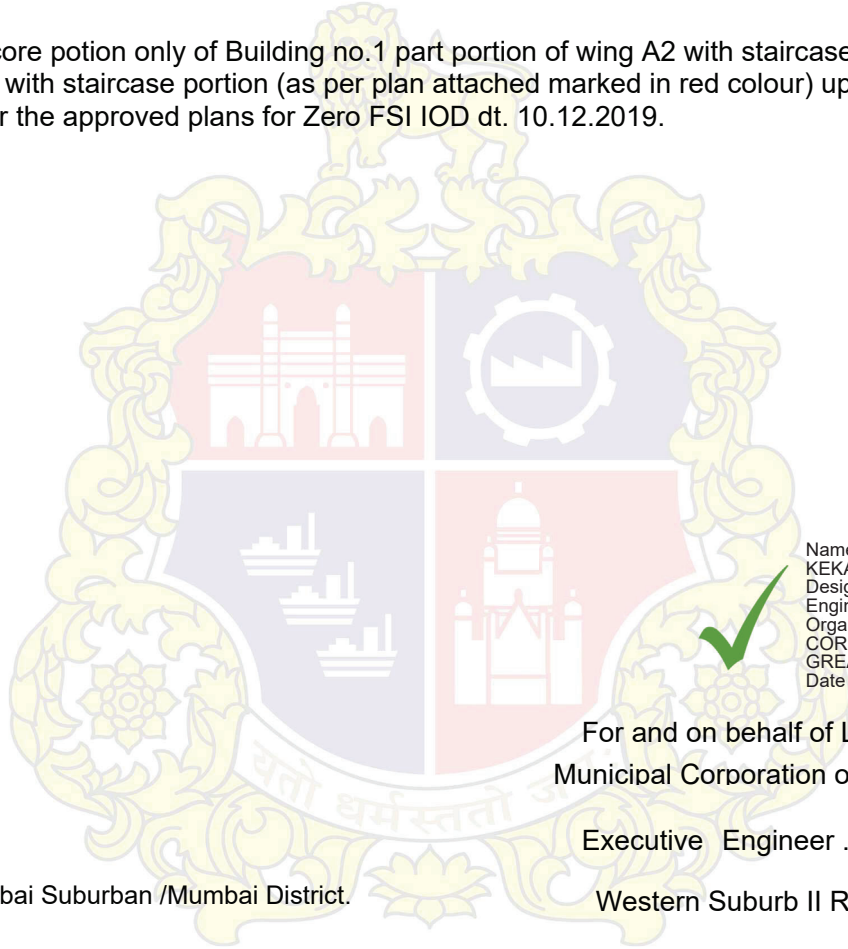 core potion only of Building no.1 part portion of wing A2 with staircase
with staircase portion (as per plan attached marked in red colour) up
r the approved plans for Zero FSI IOD dt. 10.12.2019.
Name
KEKA
Desig
Engin
Orga
COR
GREA
Date
For and on behalf of L
Municipal Corporation o
Executive Engineer .
bai Suburban /Mumbai District.
Western Suburb II R
यतो धर्मस्ततो ज